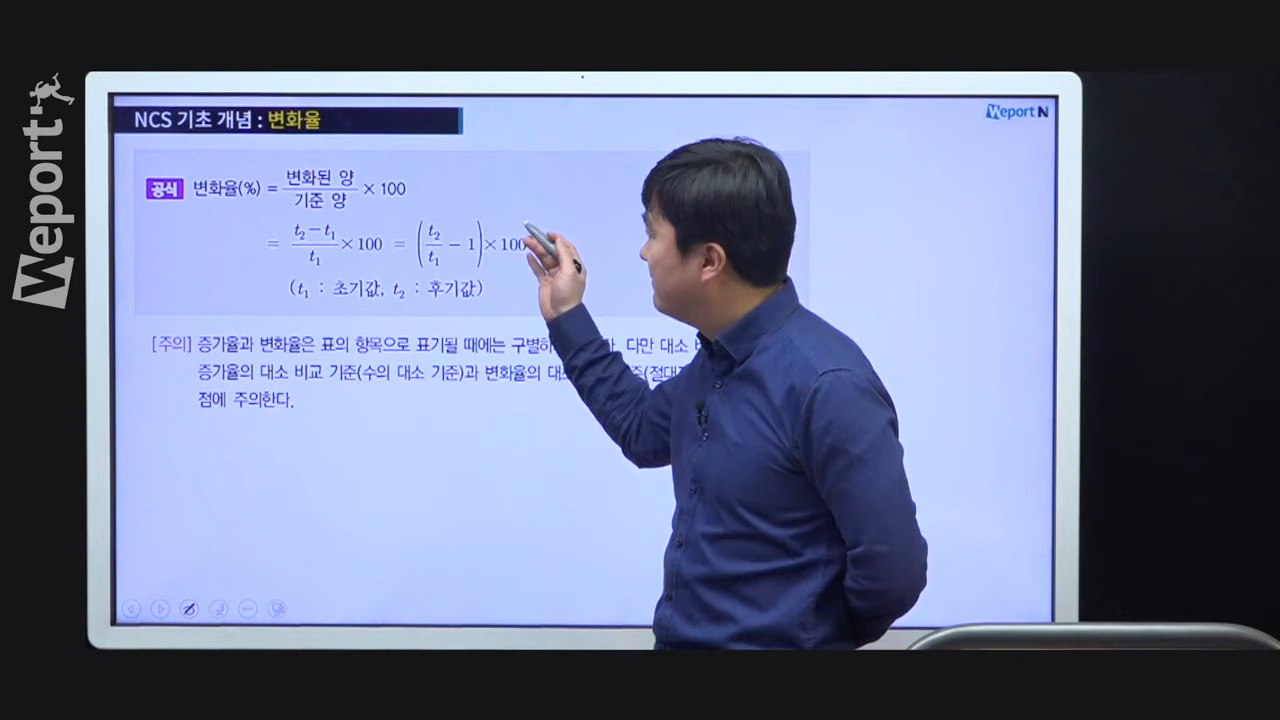 Weport
Weport N
NCS 기초 개념 : 변화율
공식 변화율(%) = 변화된 양 / 기준 양 × 100
= (t₂−t₁) / t₁ ×100 = (t₂/t₁ − 1)×100
(t₁ : 초기값, t₂ : 후기값)
[주의] 증가율과 변화율은 표의 항목으로 표기될 때에는 다만 대소
증가율의 대소 비교 기준(수의 대소 기준)과 변화율의
점에 주의한다.